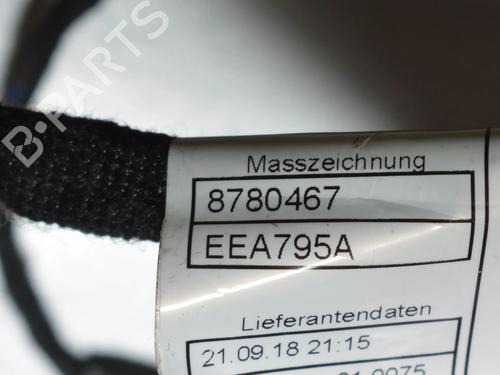 B-PARTS
Masszeichnung
8780467
EEA795A
Lieferantendaten
21.09.18 21:15